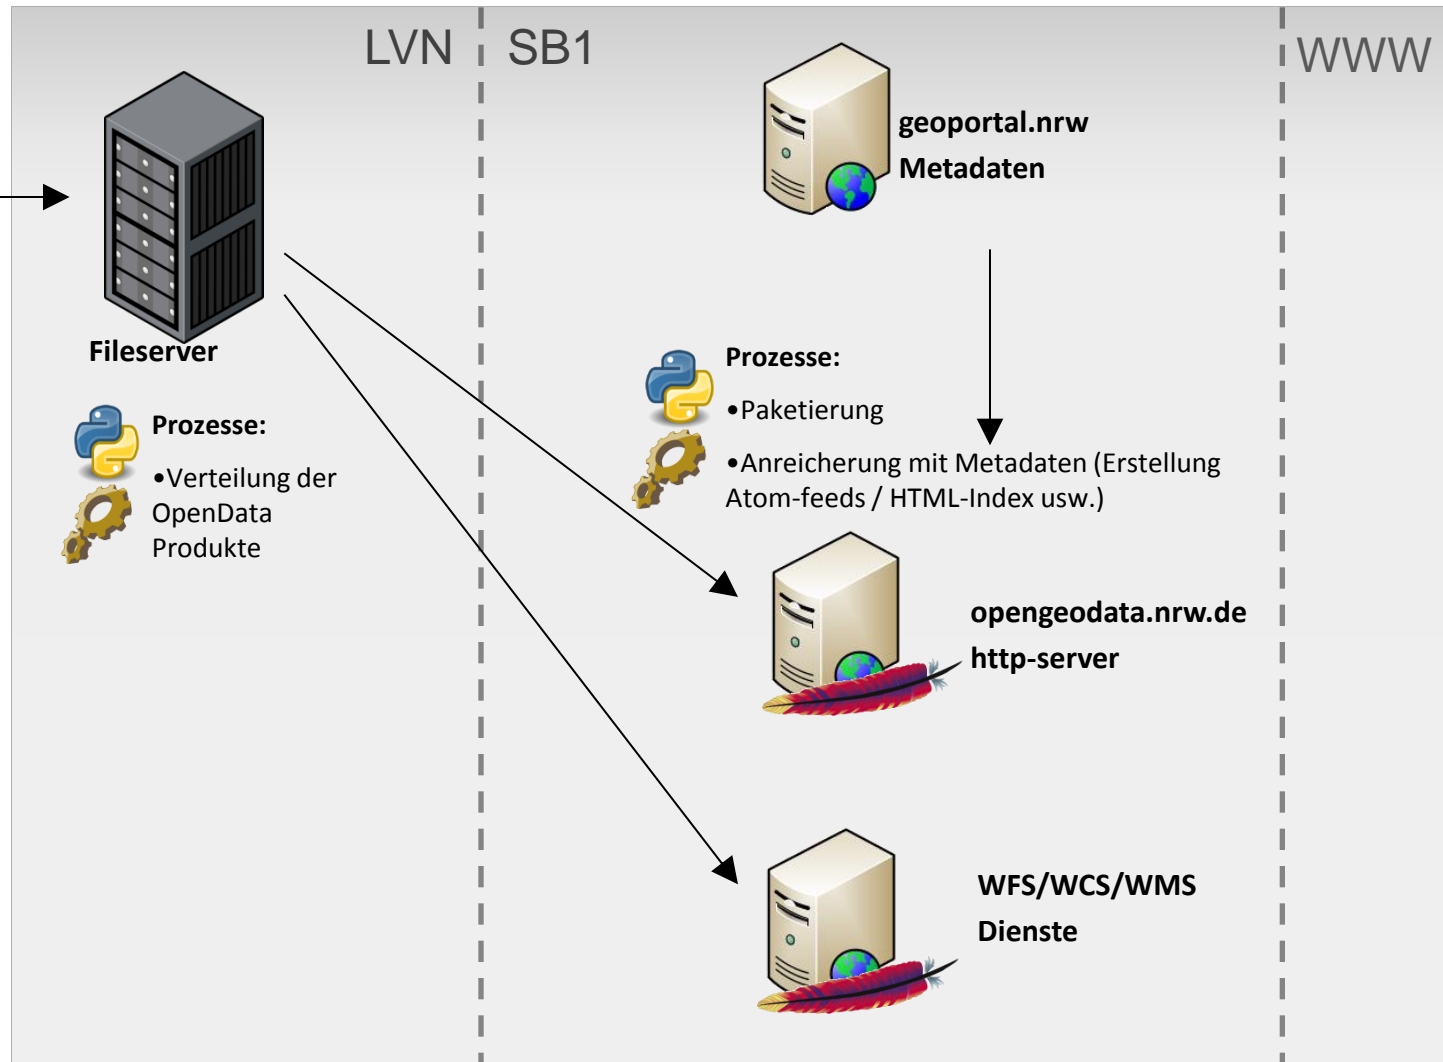 LVN
SB1
WWW
geoportal.nrw
Metadaten
Fileserver
Prozesse:
•Verteilung der
OpenData
Produkte
Prozesse:
•Paketierung
•Anreicherung mit Metadaten (Erstellung
Atom-feeds / HTML-Index usw.)
opengeodata.nrw.de
http-server
WFS/WCS/WMS
Dienste